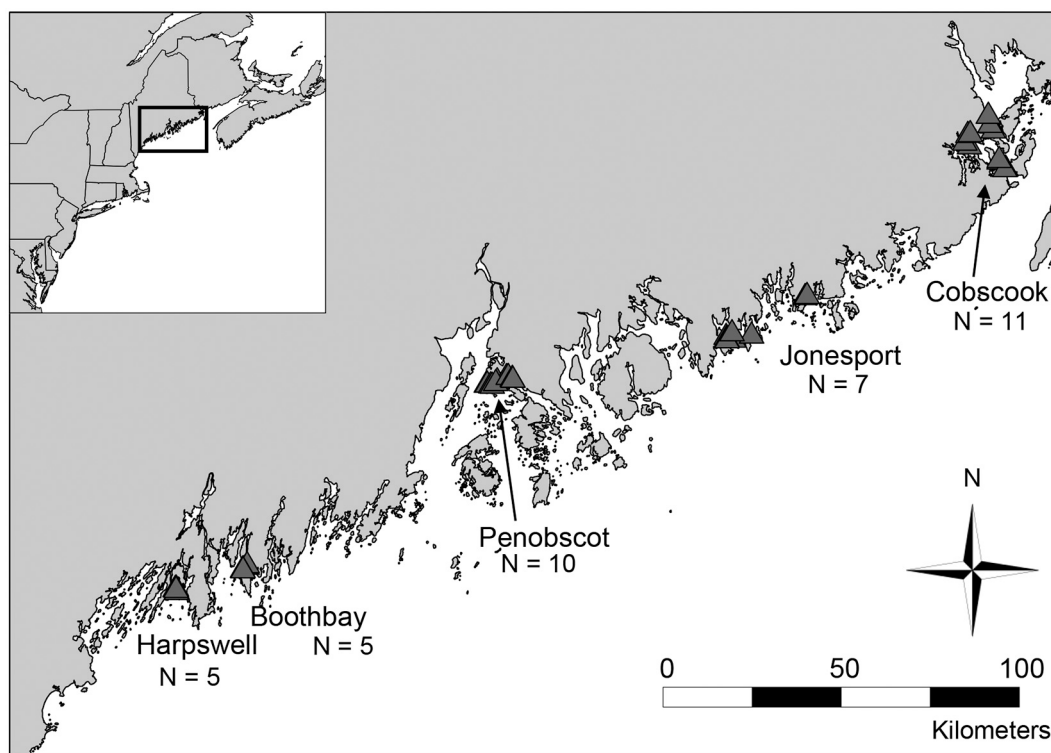 Cobscook
N = 11
Jonesport
N = 7
Penobscot
N = 10
Boothbay
N = 5
Harpswell
N = 5
N
0 50 100
Kilometers